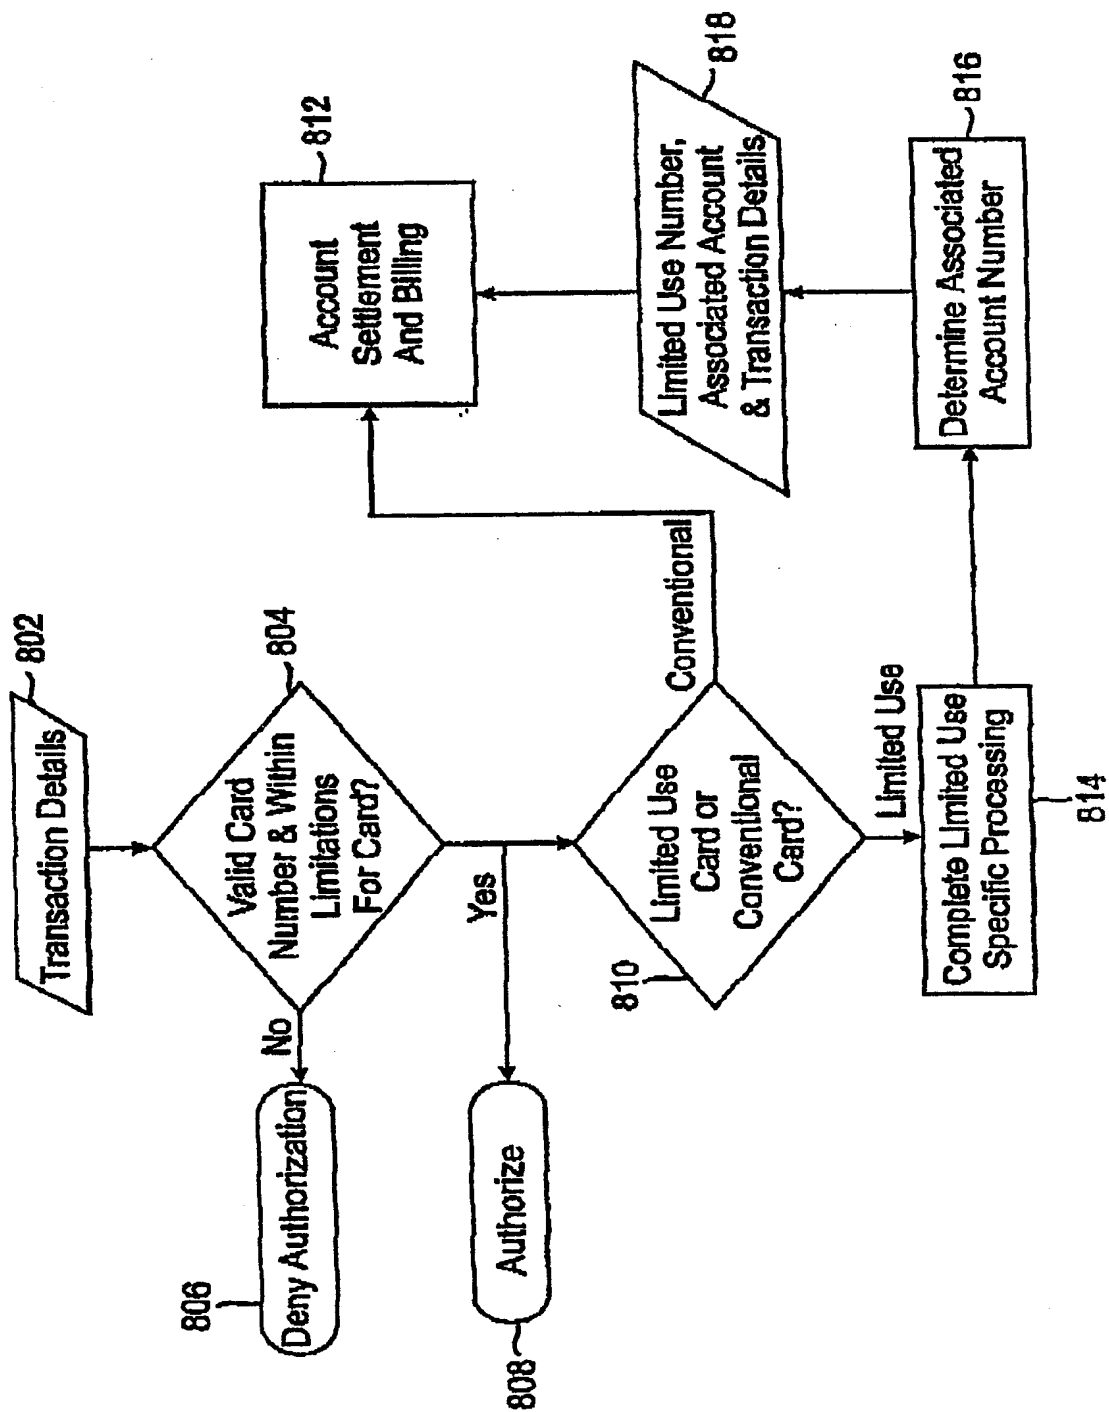 802
Transaction Details
804
Valid Card
Number & Within
Limitations
For Card?
No
806
Deny Authorization
Yes
808
Authorize
810
Limited Use
Card or
Conventional
Card?
Conventional
812
Account
Settlement
And Billing
Limited Use
Complete Limited Use
Specific Processing
814
Determine Associated
Account Number
816
Limited Use Number,
Associated Account
& Transaction Details
818